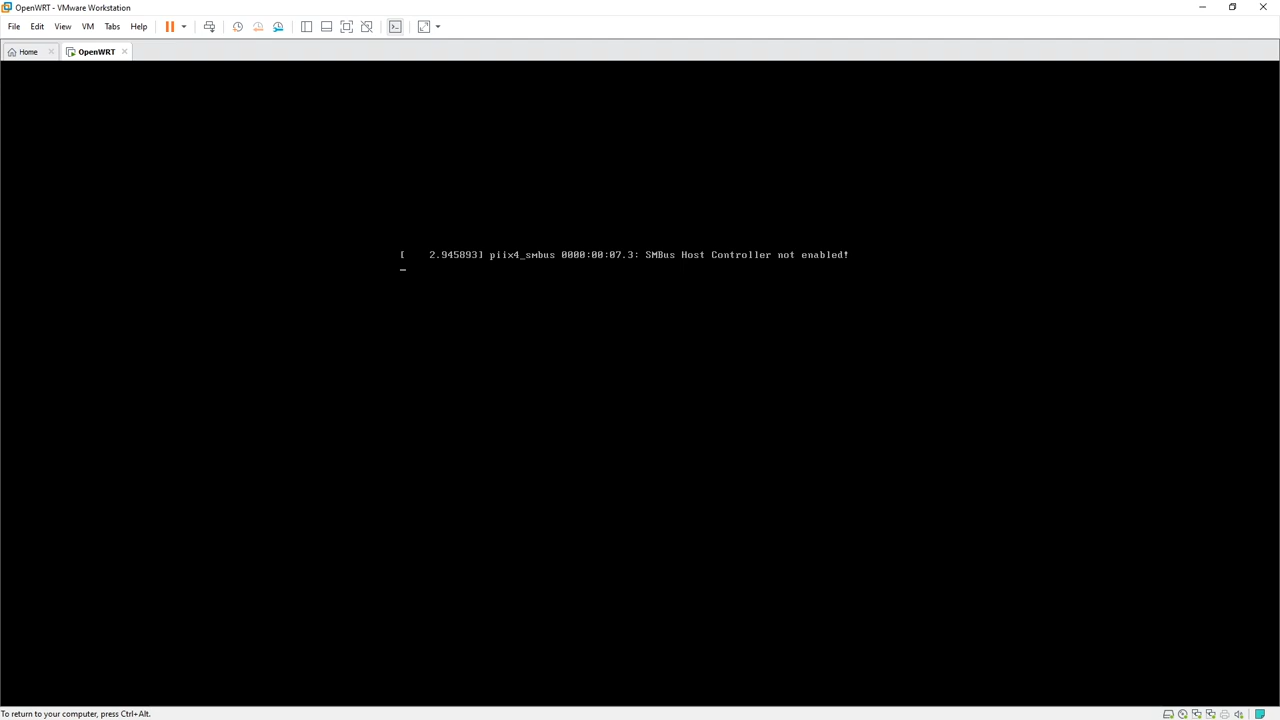 OpenWRT - VMware Workstation
File Edit View VM Tabs Help
Home OpenWRT
[    2.945893] piix4_smbus 0000:00:07.3: SMBus Host Controller not enabled!
To return to your computer, press Ctrl+Alt.